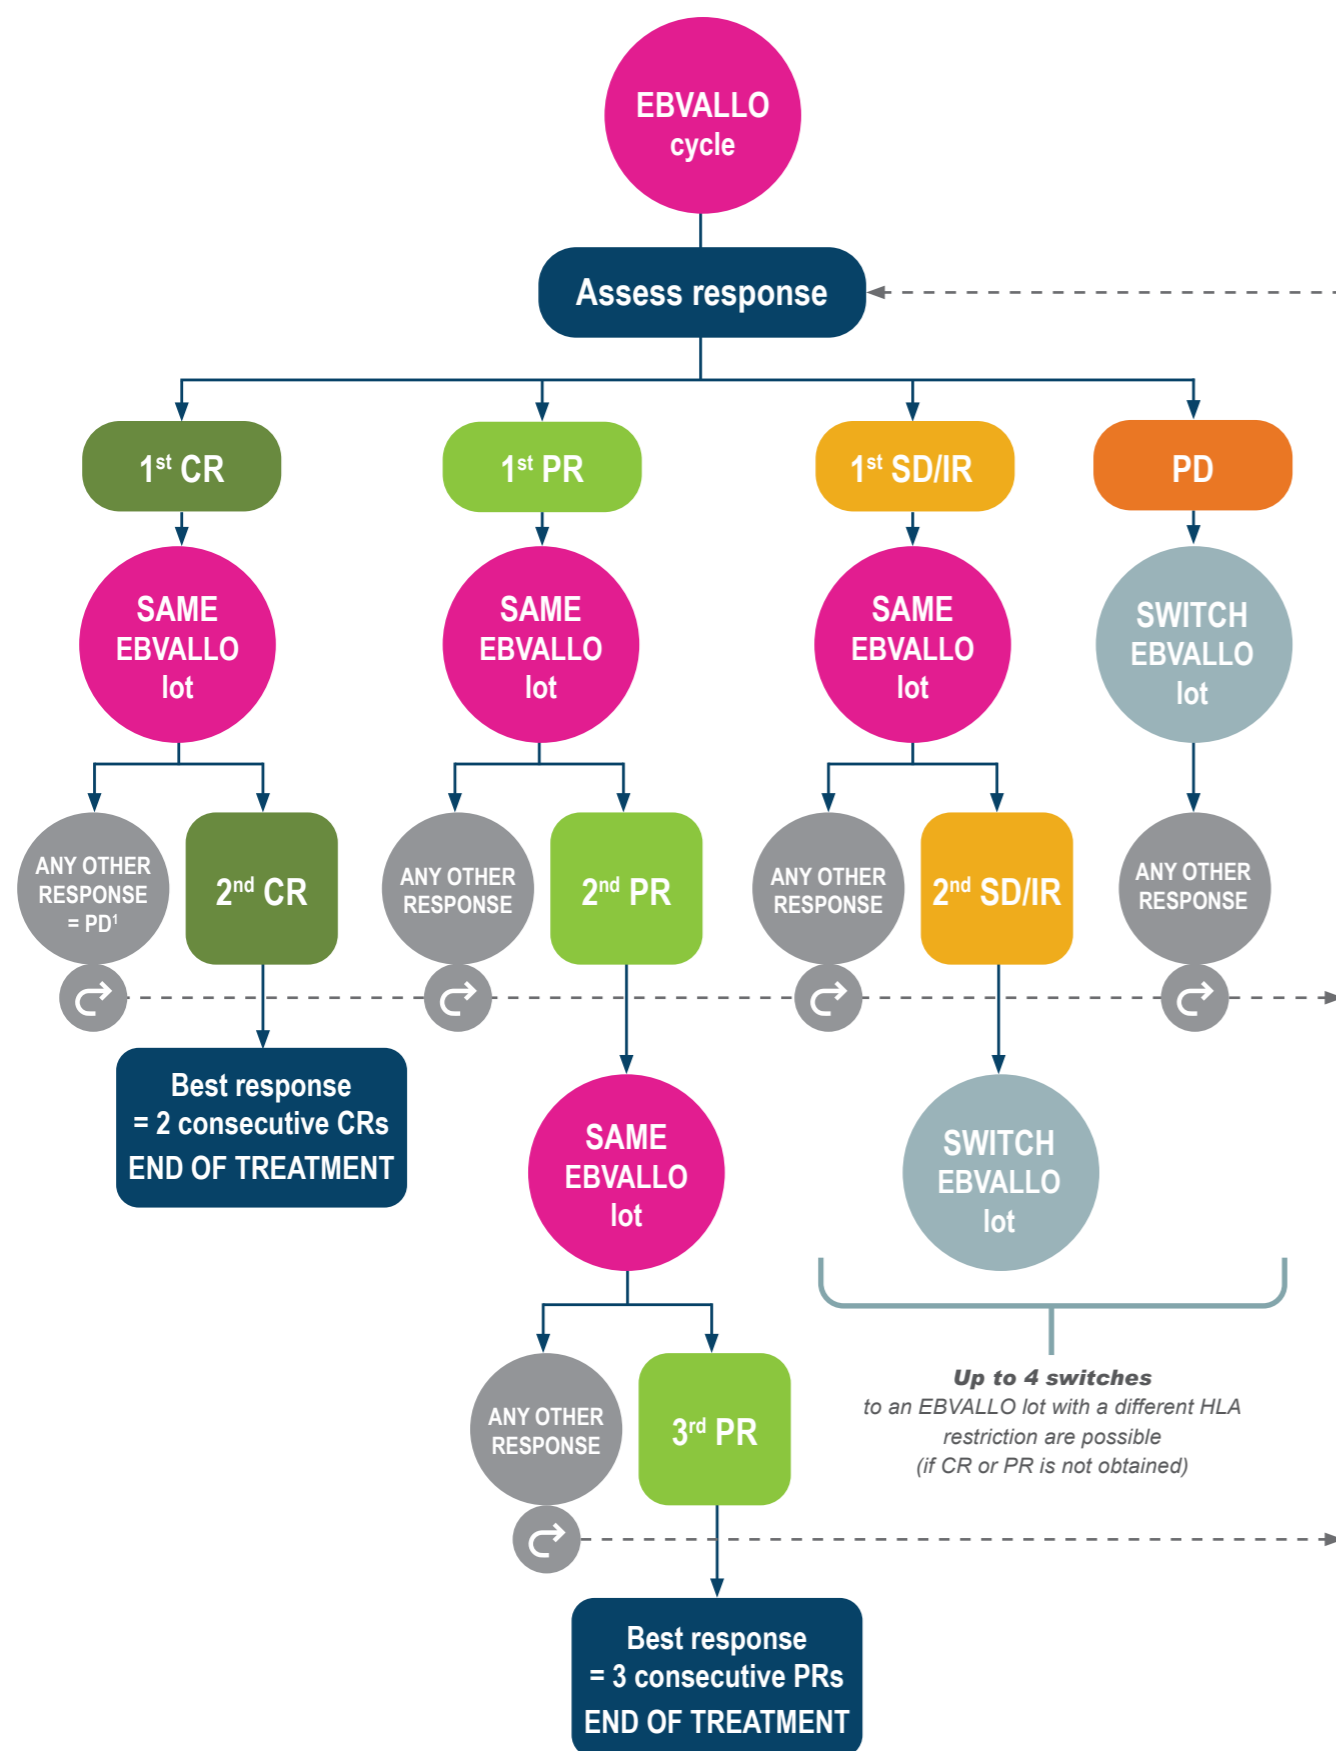 EBVALLO
cycle
Assess response
1st CR
1st PR
1st SD/IR
PD
SAME
EBVALLO
lot
SAME
EBVALLO
lot
SAME
EBVALLO
lot
SWITCH
EBVALLO
lot
ANY OTHER
RESPONSE
= PD¹
2nd CR
ANY OTHER
RESPONSE
2nd PR
ANY OTHER
RESPONSE
2nd SD/IR
ANY OTHER
RESPONSE
Best response
= 2 consecutive CRs
END OF TREATMENT
SAME
EBVALLO
lot
SWITCH
EBVALLO
lot
ANY OTHER
RESPONSE
3rd PR
Up to 4 switches
to an EBVALLO lot with a different HLA
restriction are possible
(if CR or PR is not obtained)
Best response
= 3 consecutive PRs
END OF TREATMENT